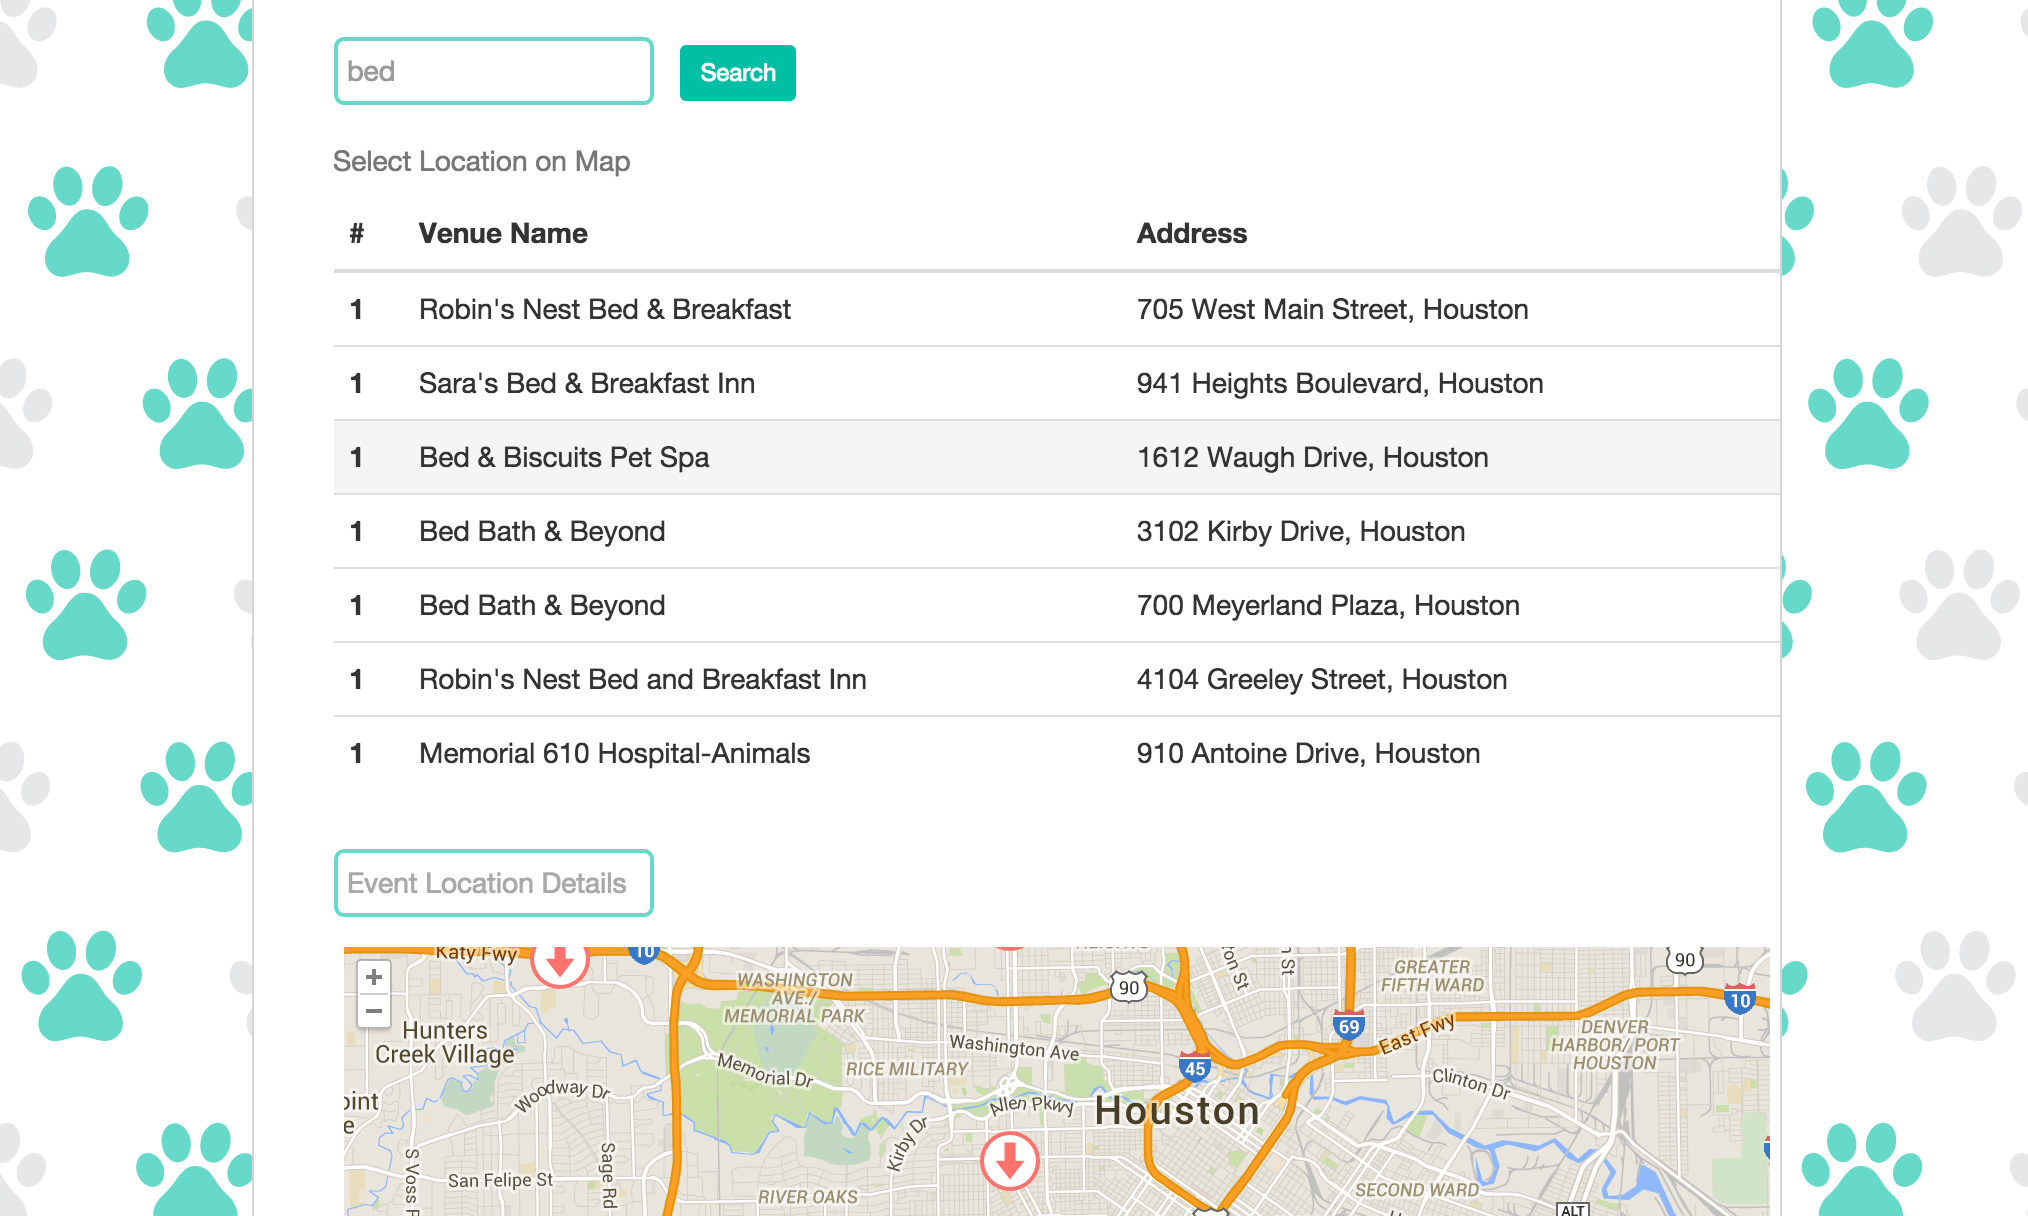 bed
Search
Select Location on Map
# Venue Name Address
1 Robin's Nest Bed & Breakfast 705 West Main Street, Houston
1 Sara's Bed & Breakfast Inn 941 Heights Boulevard, Houston
1 Bed & Biscuits Pet Spa 1612 Waugh Drive, Houston
1 Bed Bath & Beyond 3102 Kirby Drive, Houston
1 Bed Bath & Beyond 700 Meyerland Plaza, Houston
1 Robin's Nest Bed and Breakfast Inn 4104 Greeley Street, Houston
1 Memorial 610 Hospital-Animals 910 Antoine Drive, Houston
Event Location Details
+
−
Katy Fwy
10
WASHINGTON
AVE./
MEMORIAL PARK
90
GREATER
FIFTH WARD
90
10
69
East Fwy
DENVER
HARBOR/ PORT
HOUSTON
Hunters
Creek Village
Woodway Dr
Memorial Dr
RICE MILITARY
Washington Ave
45
Clinton Dr
Allen Pkwy
Houston
Kirby Dr
San Felipe St
Sage Rd
S Voss
RIVER OAKS
SECOND WARD
ALT